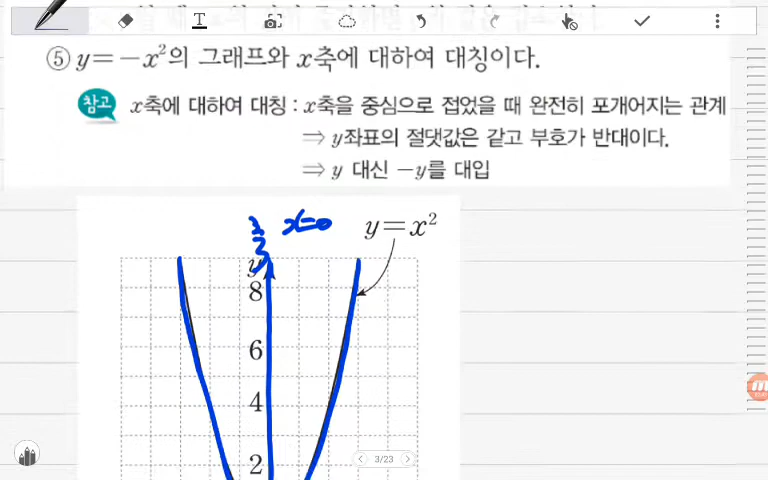 ⑤ y=−x²의 그래프와 x축에 대하여 대칭이다.
참고 x축에 대하여 대칭 : x축을 중심으로 접었을 때 완전히 포개어지는 관계
⇒ y좌표의 절댓값은 같고 부호가 반대이다.
⇒ y 대신 −y를 대입
x=0 y=x²
y
8
6
4
2
3/23